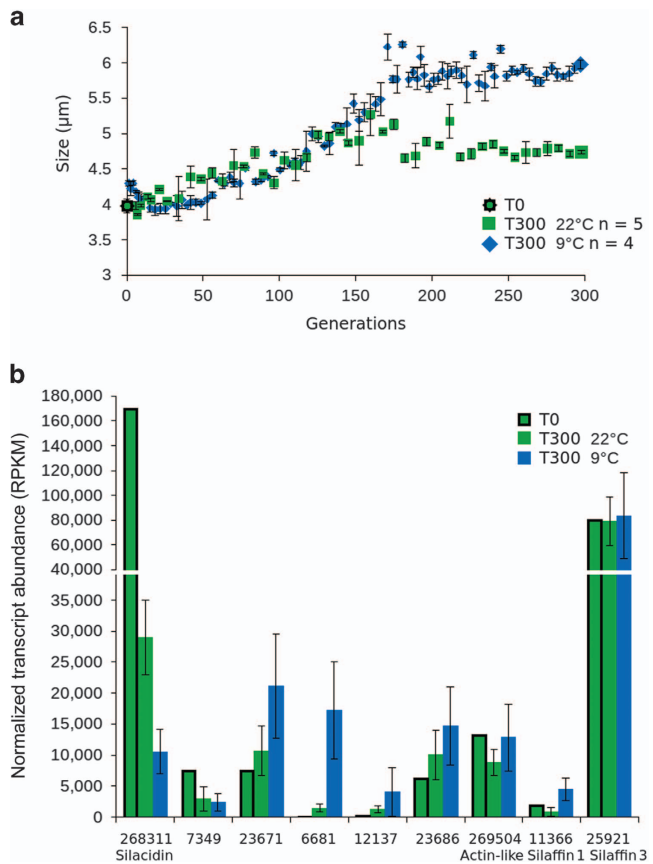 a
6.5
6
5.5
5
4.5
4
3.5
3
Size (μm)
T0
T300 22°C n = 5
T300 9°C n = 4
0 50 100 150 200 250 300
Generations
b
180,000
160,000
140,000
120,000
100,000
80,000
60,000
40,000
35,000
30,000
25,000
20,000
15,000
10,000
5,000
0
Normalized transcript abundance (RPKM)
T0
T300 22°C
T300 9°C
268311 7349 23671 6681 12137 23686 269504 11366 25921
Silacidin Actin-like Silaffin 1 Silaffin 3